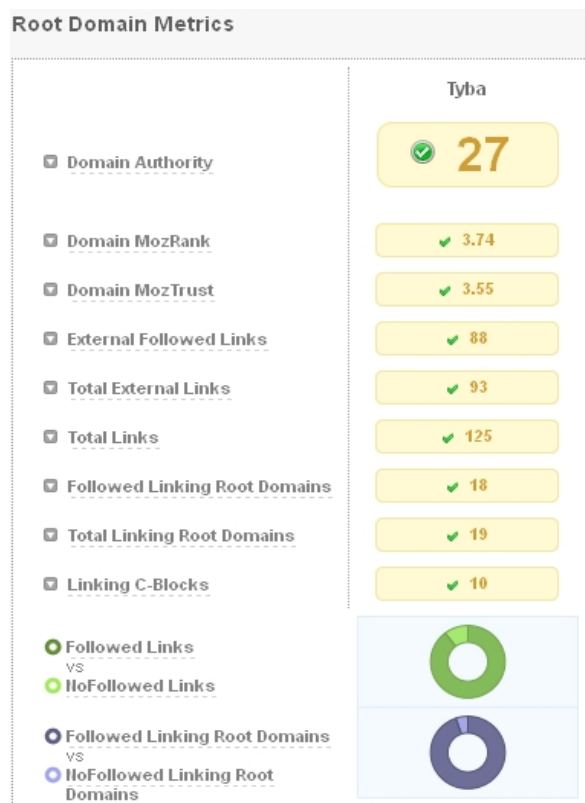 Root Domain Metrics
Tyba
Domain Authority 27
Domain MozRank 3.74
Domain MozTrust 3.55
External Followed Links 88
Total External Links 93
Total Links 125
Followed Linking Root Domains 18
Total Linking Root Domains 19
Linking C-Blocks 10
Followed Links
vs
NoFollowed Links
Followed Linking Root Domains
vs
NoFollowed Linking Root
Domains